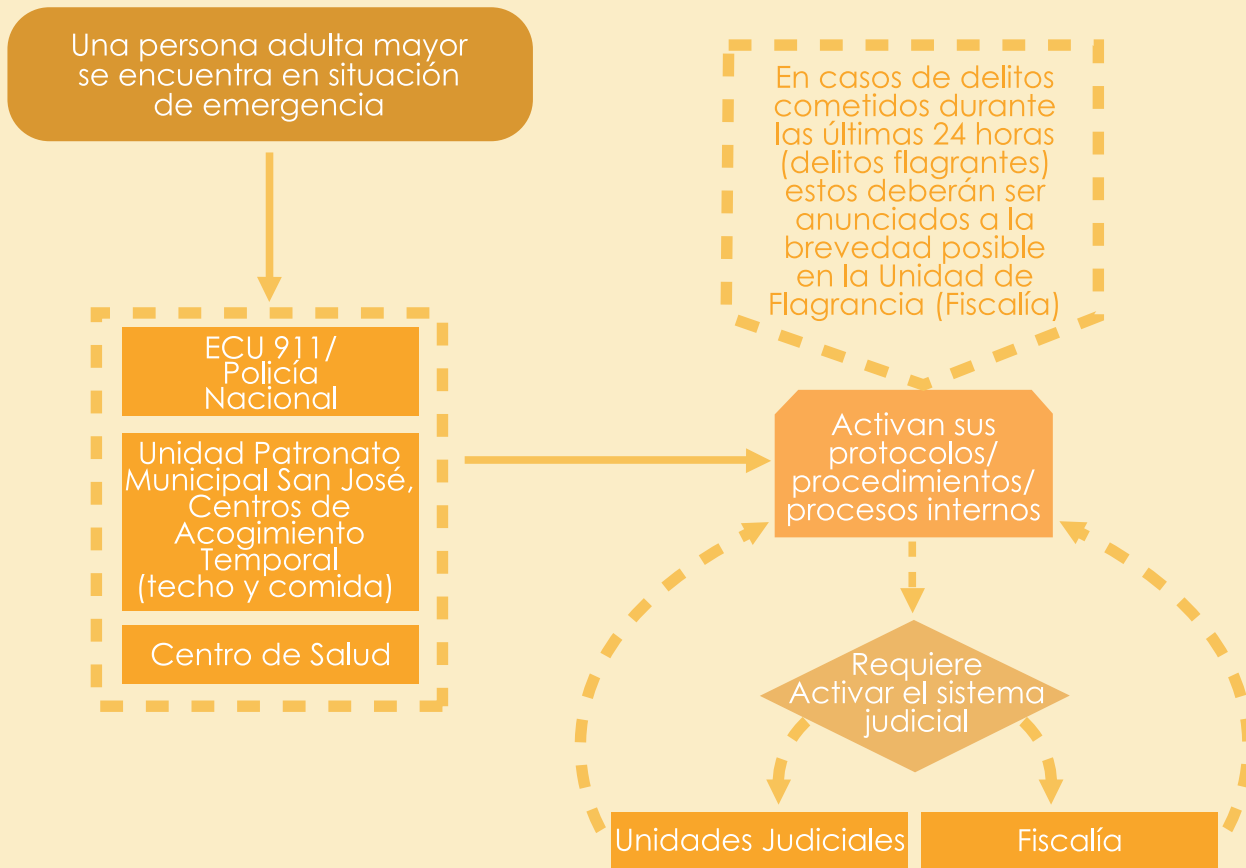 Una persona adulta mayor
se encuentra en situación
de emergencia
En casos de delitos
cometidos durante
las últimas 24 horas
(delitos flagrantes)
estos deberán ser
anunciados a la
brevedad posible
en la Unidad de
Flagrancia (Fiscalía)
ECU 911/
Policía
Nacional
Unidad Patronato
Municipal San José,
Centros de
Acogimiento
Temporal
(techo y comida)
Centro de Salud
Activan sus
protocolos/
procedimientos/
procesos internos
Requiere
Activar el sistema
judicial
Unidades Judiciales
Fiscalía